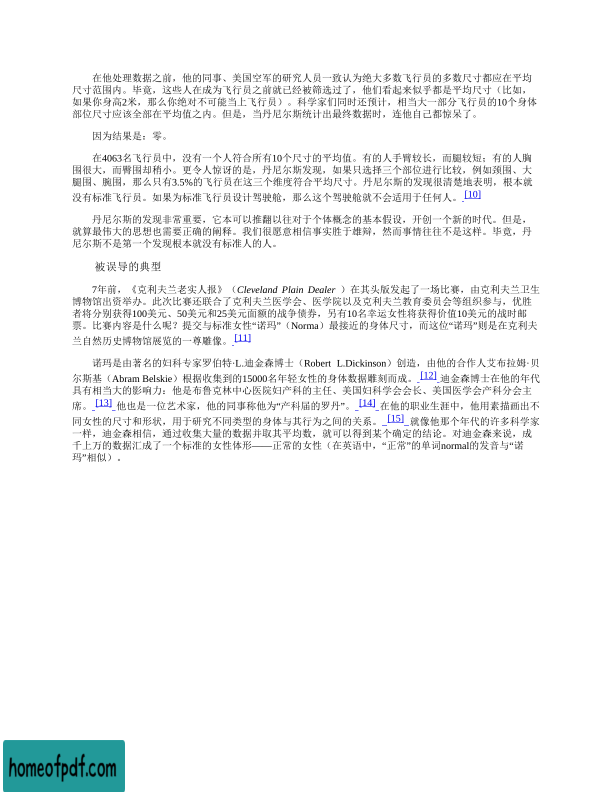 在他处理数据之前，他的同事、美国空军的研究人员一致认为绝大多数飞行员的多数尺寸都应在平均
尺寸范围内。毕竟，这些人在成为飞行员之前就已经被筛选过了，他们看起来似乎都是平均尺寸（比如，
如果你身高2米，那么你绝对不可能当上飞行员）。科学家们同时还预计，相当大一部分飞行员的10个身体
部位尺寸应该全部在平均值之内。但是，当丹尼斯统计出最终数据时，连他自己都惊呆了。
因为结果是：零。
在4063名飞行员中，没有一个人符合所有10个尺寸的平均值。有的人手臂较长，而腿较短；有的人胸
围很大，而臀围却稍小。更令人惊讶的是，丹尼斯发现，如果只选择三个部位进行比较，例如颈围、大
腿围、腕围，那么只有3.5%的飞行员在这三个维度符合平均尺寸。丹尼斯的发现很清楚地表明，根本就
没有标准飞行员。如果为标准飞行员设计驾驶舱，那么这个驾驶舱就不会适用于任何人。 [10]
丹尼尔斯的发现非常重要，它本可以推翻以往对于个体概念的基本假设，开创一个新的时代。但是，
就算最伟大的思想也需要正确的阐释。我们很愿意相信事实胜于雄辩，然而事情往往不是这样。毕竟，丹
尼尔斯不是第一个发现根本就没有标准人的人。
被误导的典型
7年前，《克利夫兰老实人报》（Cleveland Plain Dealer ）在其头版发起了一场比赛，由克利夫兰卫生
博物馆出资举办。此次比赛还联合了克利夫兰医学会、医学院以及克利夫兰教育委员会等组织参与，优胜
者将分别获得100美元、50美元和25美元面额的战争债券，另有10名幸运女性将获得价值10美元的战时邮
票。比赛内容是什么呢？提交与标准女性“诺玛”（Norma）最接近的身体尺寸，而这位“诺玛”则是在克利夫
兰自然历史博物馆展览的一尊雕像。 [11]
诺玛是由著名的妇科专家罗伯特·L.迪金森博士（Robert L.Dickinson）创造，由他的合作人艾布拉姆·贝
尔斯基（Abram Belskie）根据收集到的15000名年轻女性的身体数据雕刻而成。 [12] 迪金森博士在他的年代
具有相当大的影响力：他是布鲁克林中心医院妇产科的主任、美国妇科学会会长、美国医学会产科分会主
席。 [13] 他也是一位艺术家，他的同事称他为“产科届的罗丹”。 [14] 在他的职业生涯中，他用素描画出不
同女性的尺寸和形状，用于研究不同类型的身体与其行为之间的关系。 [15] 就像他那个年代的许多科学家
一样，迪金森相信，通过收集大量的数据并取其平均数，就可以得到某个确定的结论。对迪金森来说，成
千上万的数据汇成了一个标准的女性体形——正常的女性（在英语中，“正常”的单词normal的发音与“诺
玛”相似）。
homeofpdf.com